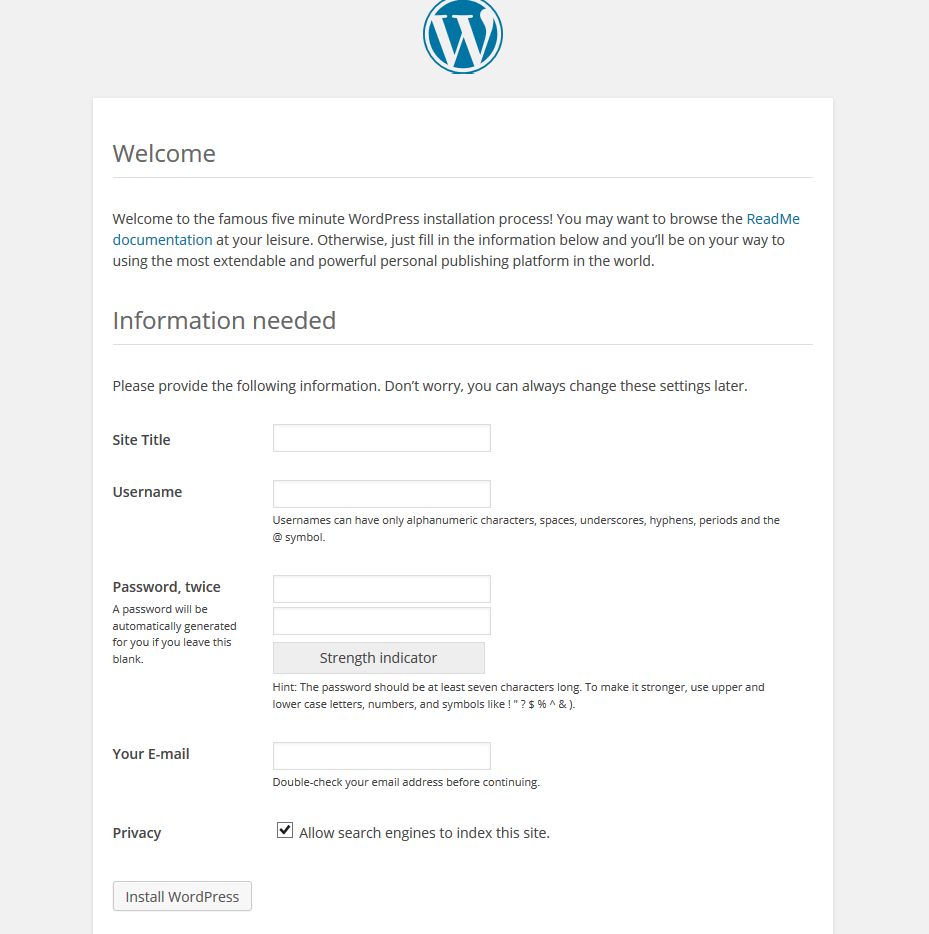 Welcome
Welcome to the famous five minute WordPress installation process! You may want to browse the ReadMe
documentation at your leisure. Otherwise, just fill in the information below and you’ll be on your way to
using the most extendable and powerful personal publishing platform in the world.
Information needed
Please provide the following information. Don’t worry, you can always change these settings later.
Site Title
Username
Usernames can have only alphanumeric characters, spaces, underscores, hyphens, periods and the
@ symbol.
Password, twice
A password will be
automatically generated
for you if you leave this
blank.
Strength indicator
Hint: The password should be at least seven characters long. To make it stronger, use upper and
lower case letters, numbers, and symbols like ! " ? $ % ^ & ).
Your E-mail
Double-check your email address before continuing.
Privacy
Allow search engines to index this site.
Install WordPress